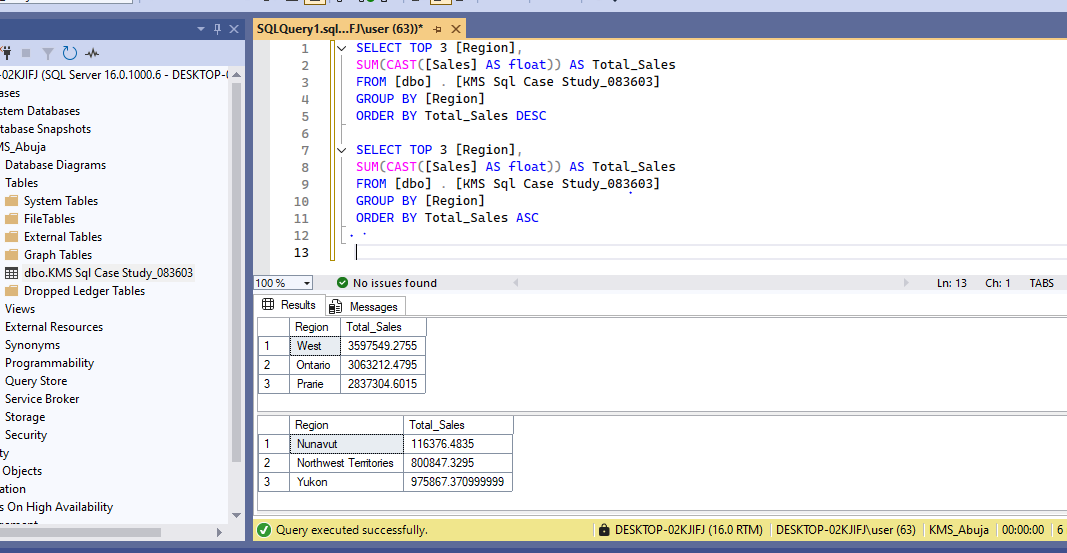 SQLQuery1.sql...FJ\user (63))*
-02KJIFJ (SQL Server 16.0.1000.6 - DESKTOP-0
ases
stem Databases
tabase Snapshots
MS_Abuja
Database Diagrams
Tables
System Tables
FileTables
External Tables
Graph Tables
dbo.KMS Sql Case Study_083603
Dropped Ledger Tables
Views
External Resources
Synonyms
Programmability
Query Store
Service Broker
Storage
Security
ty
Objects
ation
s On High Availability
1 SELECT TOP 3 [Region],
2 SUM(CAST([Sales] AS float)) AS Total_Sales
3 FROM [dbo] . [KMS Sql Case Study_083603]
4 GROUP BY [Region]
5 ORDER BY Total_Sales DESC
6
7 SELECT TOP 3 [Region],
8 SUM(CAST([Sales] AS float)) AS Total_Sales
9 FROM [dbo] . [KMS Sql Case Study_083603]
10 GROUP BY [Region]
11 ORDER BY Total_Sales ASC
12
13
100 % No issues found Ln: 13 Ch: 1 TABS
Results Messages
Region Total_Sales
1 West 3597549.2755
2 Ontario 3063212.4795
3 Prarie 2837304.6015
Region Total_Sales
1 Nunavut 116376.4835
2 Northwest Territories 800847.3295
3 Yukon 975867.370999999
Query executed successfully. DESKTOP-02KJIFJ (16.0 RTM) DESKTOP-02KJIFJ\user (63) KMS_Abuja 00:00:00 6